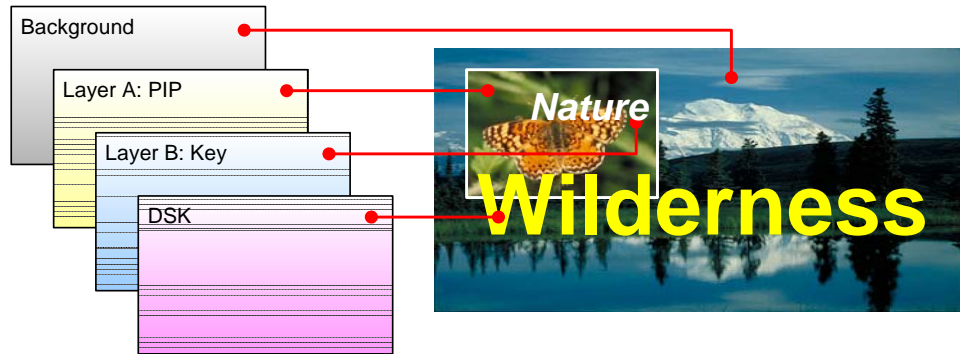 Background
Layer A: PIP
Layer B: Key
DSK
Nature
Wilderness